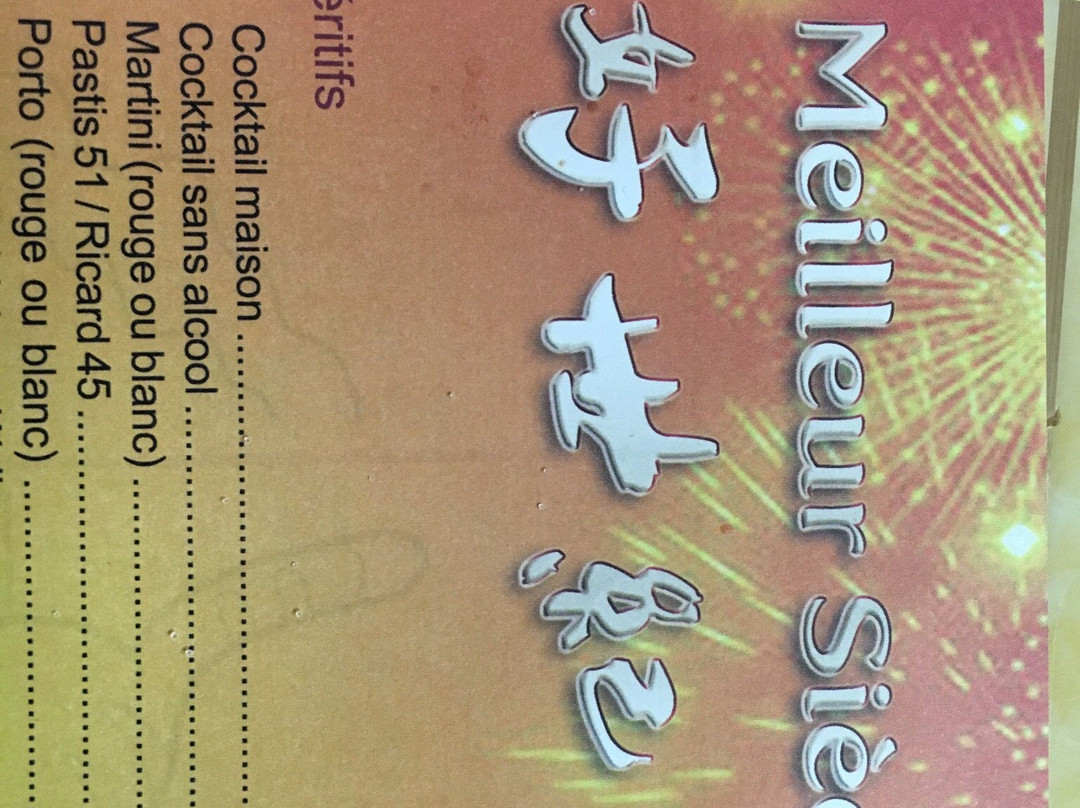 Meilleur Siè
好世紀
éritifs
Cocktail maison ..........................................
Cocktail sans alcool ....................................
Martini (rouge ou blanc) ..............................
Pastis 51 / Ricard 45 ...................................
Porto (rouge ou blanc) ................................